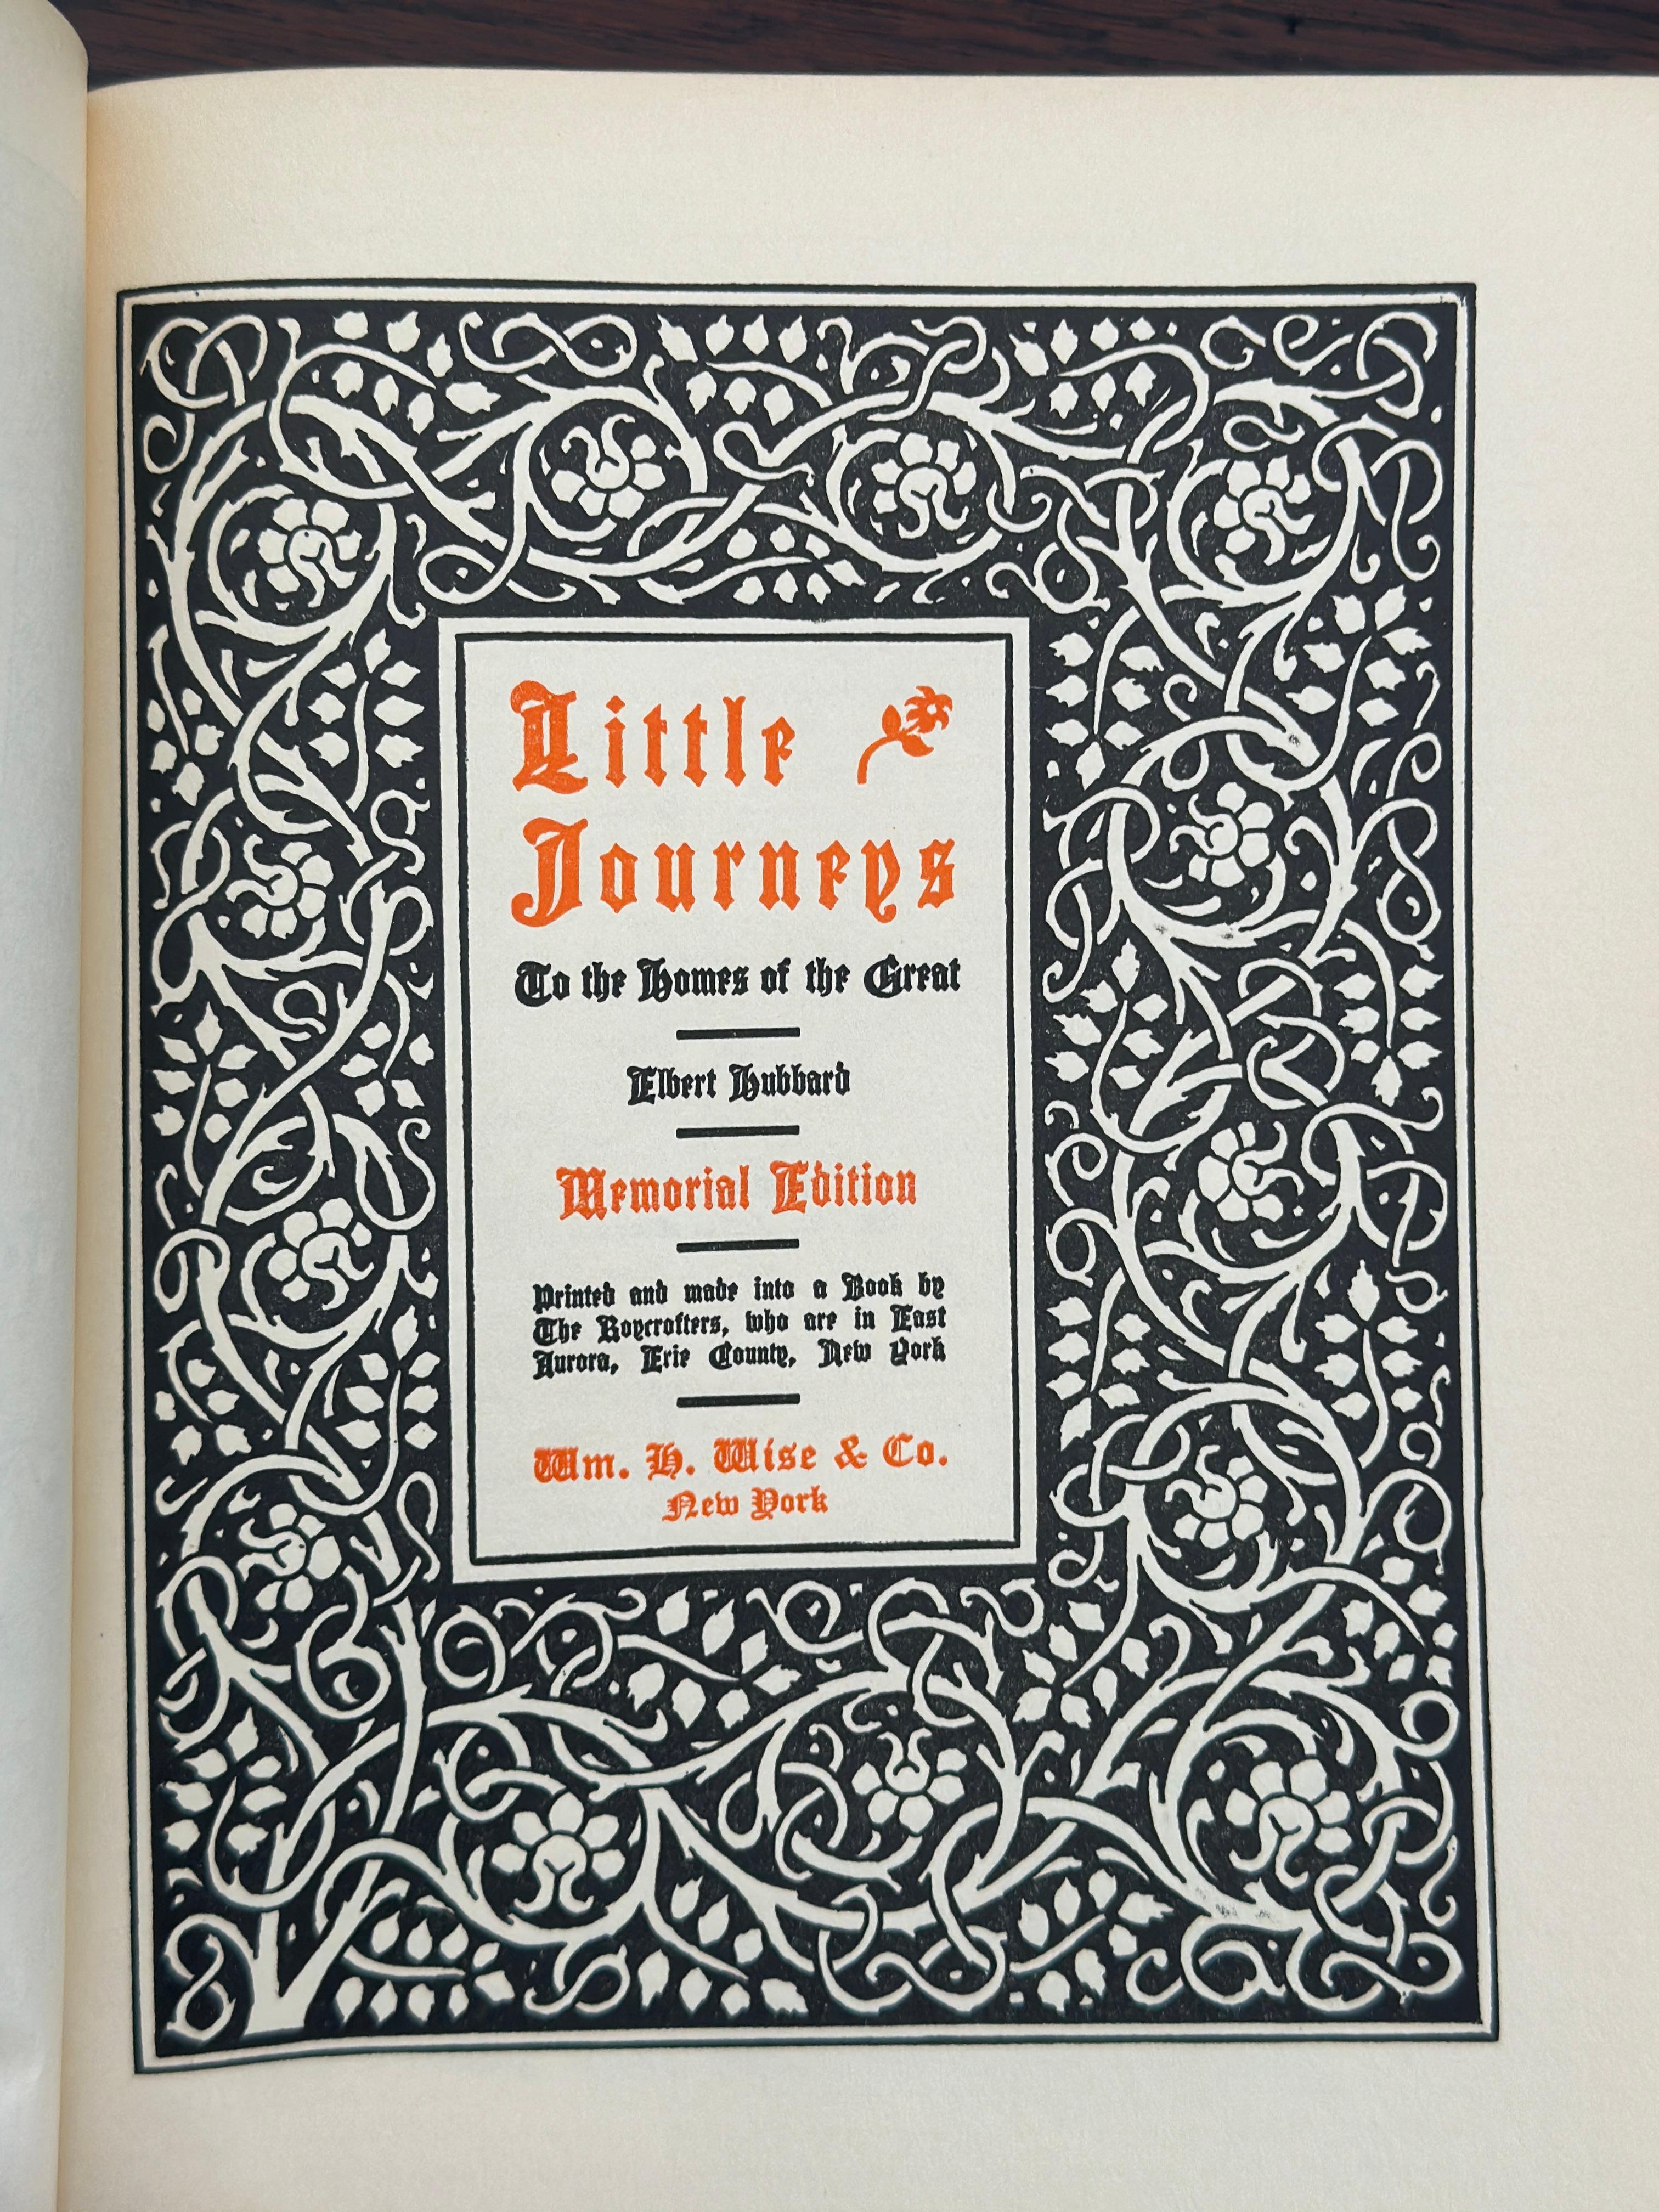 Little
Journeys
To the Homes of the Great
Elbert Hubbard
Memorial Edition
Printed and made into a Book by
The Roycrofters, who are in East
Aurora, Erie County, New York
Wm. H. Wise & Co.
New York